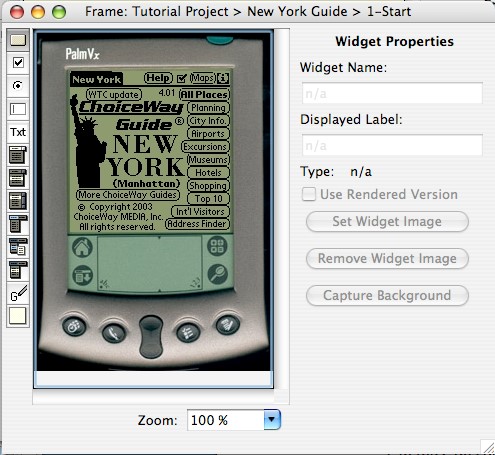 Frame: Tutorial Project > New York Guide > 1-Start
PalmVx
New York Help Maps i
WTC update 4.01 All Places
ChoiceWay
Guide®
NEW
YORK
(Manhattan)
Planning
City Info.
Airports
Excursions
Museums
Hotels
Shopping
Top 10
Int'l Visitors
Address Finder
More ChoiceWay Guides
© Copyright 2003
ChoiceWay MEDIA, Inc.
All rights reserved.
Txt
G
Zoom: 100 %
Widget Properties
Widget Name:
n/a
Displayed Label:
n/a
Type: n/a
Use Rendered Version
Set Widget Image
Remove Widget Image
Capture Background